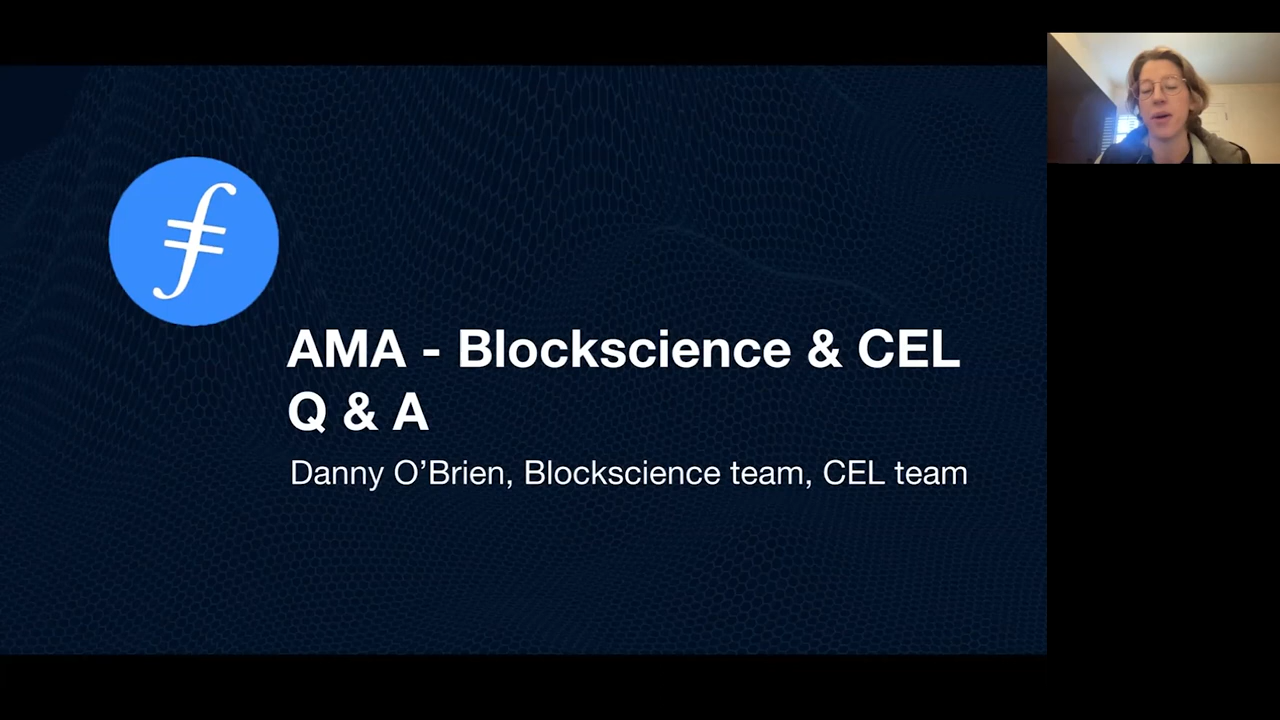 AMA - Blockscience & CEL
Q & A
Danny O’Brien, Blockscience team, CEL team